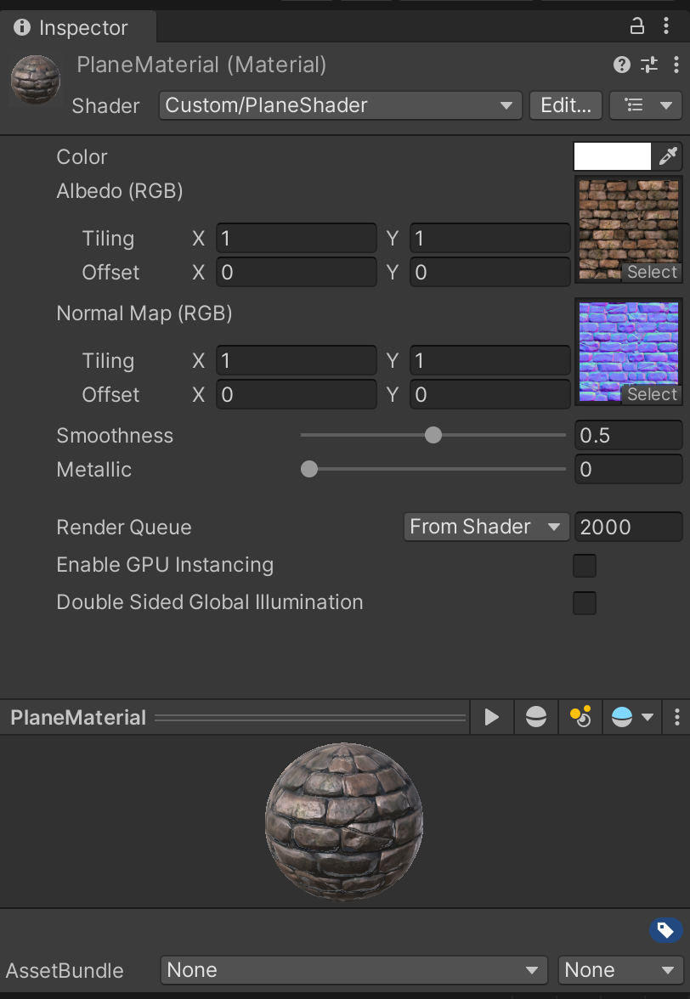 Inspector
PlaneMaterial (Material)
Shader Custom/PlaneShader Edit...
Color
Albedo (RGB)
Tiling X 1 Y 1
Offset X 0 Y 0
Select
Normal Map (RGB)
Tiling X 1 Y 1
Offset X 0 Y 0
Select
Smoothness 0.5
Metallic 0
Render Queue From Shader 2000
Enable GPU Instancing
Double Sided Global Illumination
PlaneMaterial
AssetBundle None None